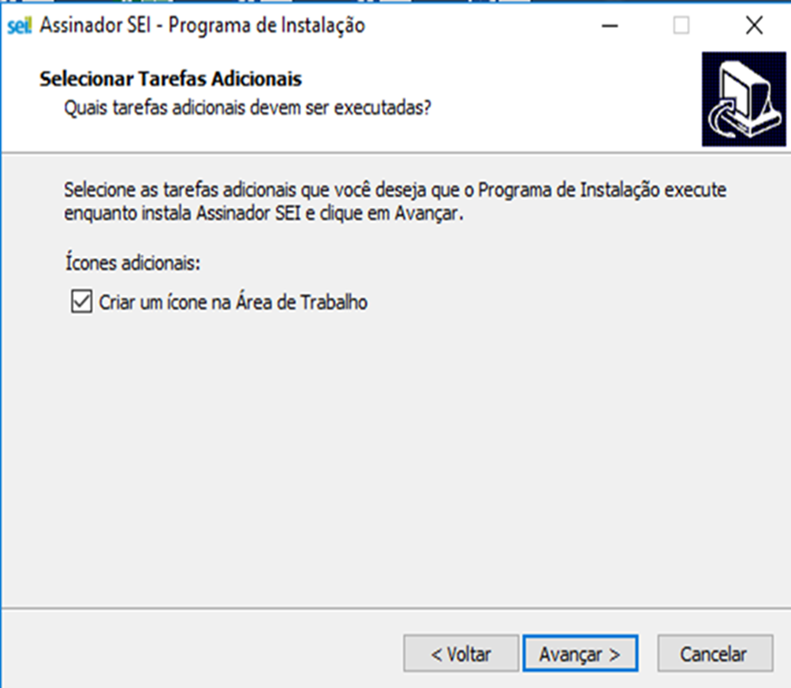 sei! Assinador SEI - Programa de Instalação
Selecionar Tarefas Adicionais
Quais tarefas adicionais devem ser executadas?
Selecione as tarefas adicionais que você deseja que o Programa de Instalação execute
enquanto instala Assinador SEI e clique em Avançar.
Ícones adicionais:
Criar um ícone na Área de Trabalho
< Voltar Avançar > Cancelar